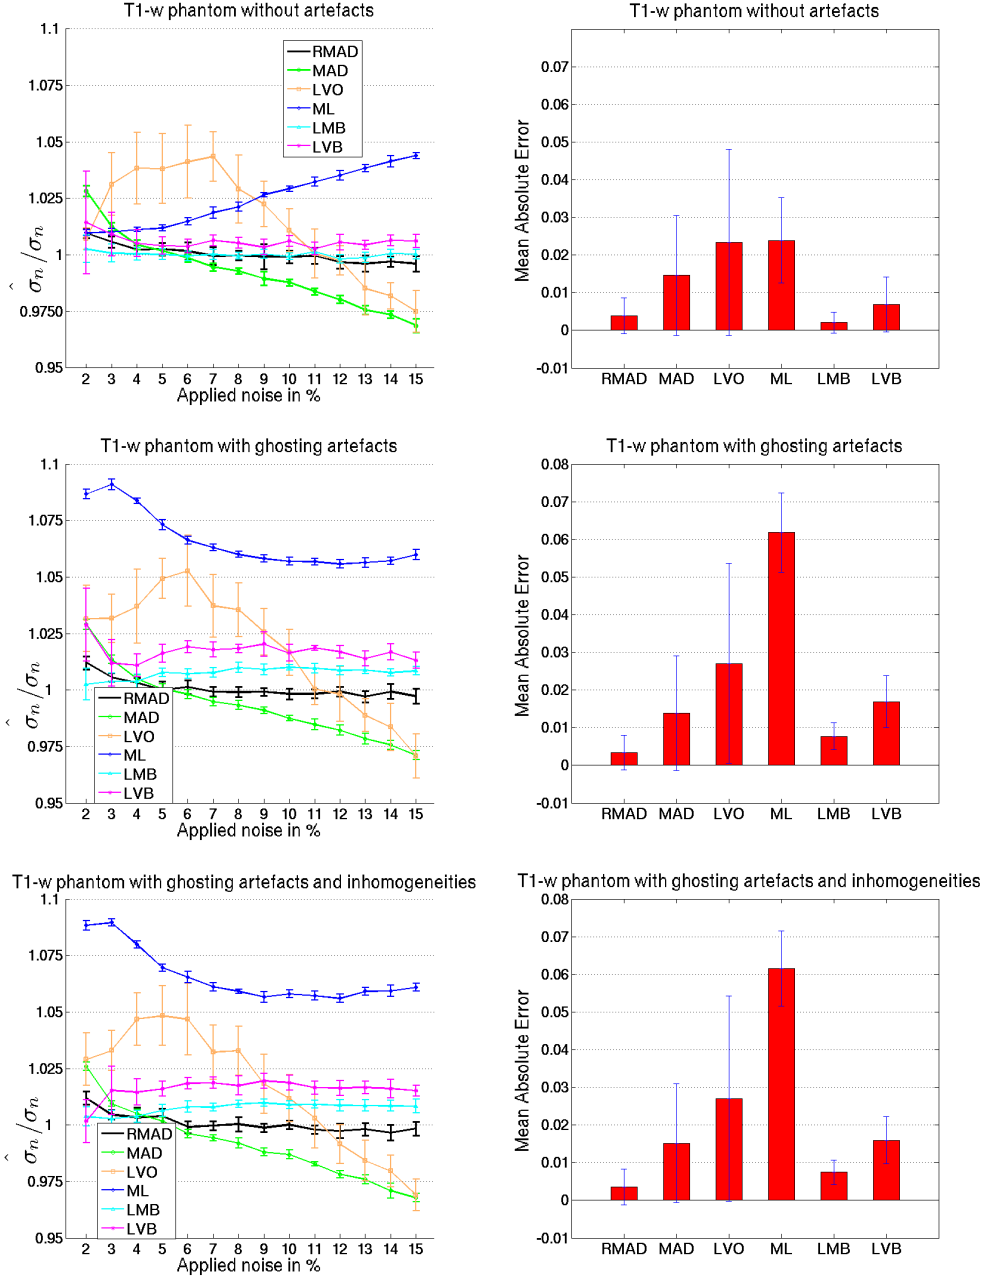 T1-w phantom without artefacts
1.1
1.075
1.05
1.025
1
0.9750
0.95
σ̂n /σn
RMAD
MAD
LVO
ML
LMB
LVB
2 3 4 5 6 7 8 9 10 11 12 13 14 15
Applied noise in %
T1-w phantom without artefacts
0.07
0.06
0.05
0.04
0.03
0.02
0.01
0
-0.01
Mean Absolute Error
RMAD MAD LVO ML LMB LVB
T1-w phantom with ghosting artefacts
1.1
1.075
1.05
1.025
1
0.975
0.95
σ̂n /σn
RMAD
MAD
LVO
ML
LMB
LVB
2 3 4 5 6 7 8 9 10 11 12 13 14 15
Applied noise in %
T1-w phantom with ghosting artefacts
0.08
0.07
0.06
0.05
0.04
0.03
0.02
0.01
0
-0.01
Mean Absolute Error
RMAD MAD LVO ML LMB LVB
T1-w phantom with ghosting artefacts and inhomogeneities
1.1
1.075
1.05
1.025
1
0.975
0.95
σ̂n /σn
RMAD
MAD
LVO
ML
LMB
LVB
2 3 4 5 6 7 8 9 10 11 12 13 14 15
Applied noise in %
T1-w phantom with ghosting artefacts and inhomogeneities
0.08
0.07
0.06
0.05
0.04
0.03
0.02
0.01
0
-0.01
Mean Absolute Error
RMAD MAD LVO ML LMB LVB